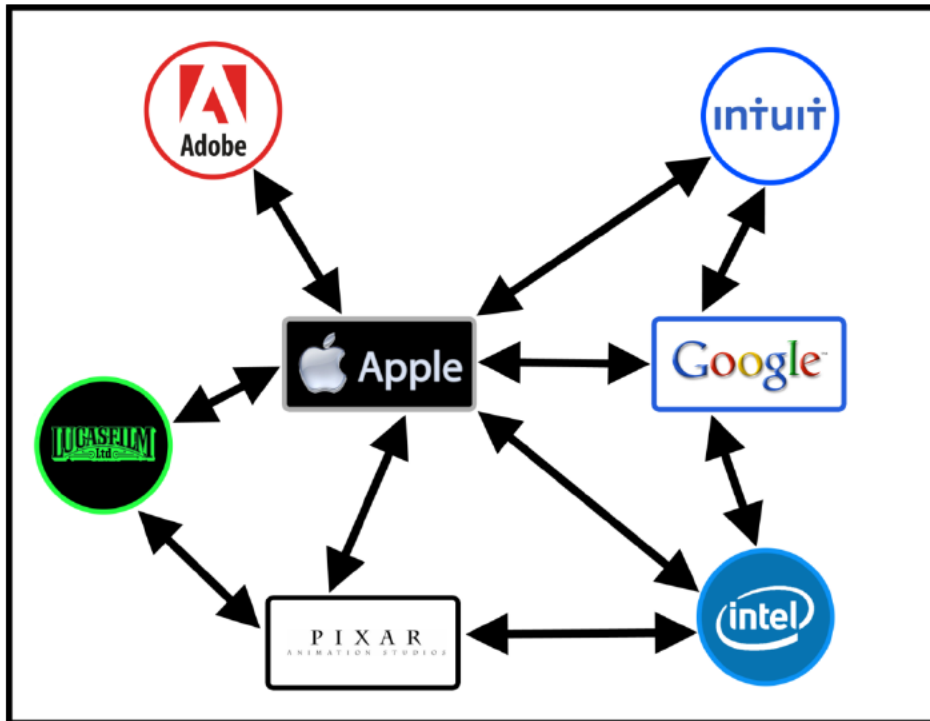 Adobe
intuit
Apple
Google
LUCASFILM
Ltd
PIXAR
ANIMATION STUDIOS
intel